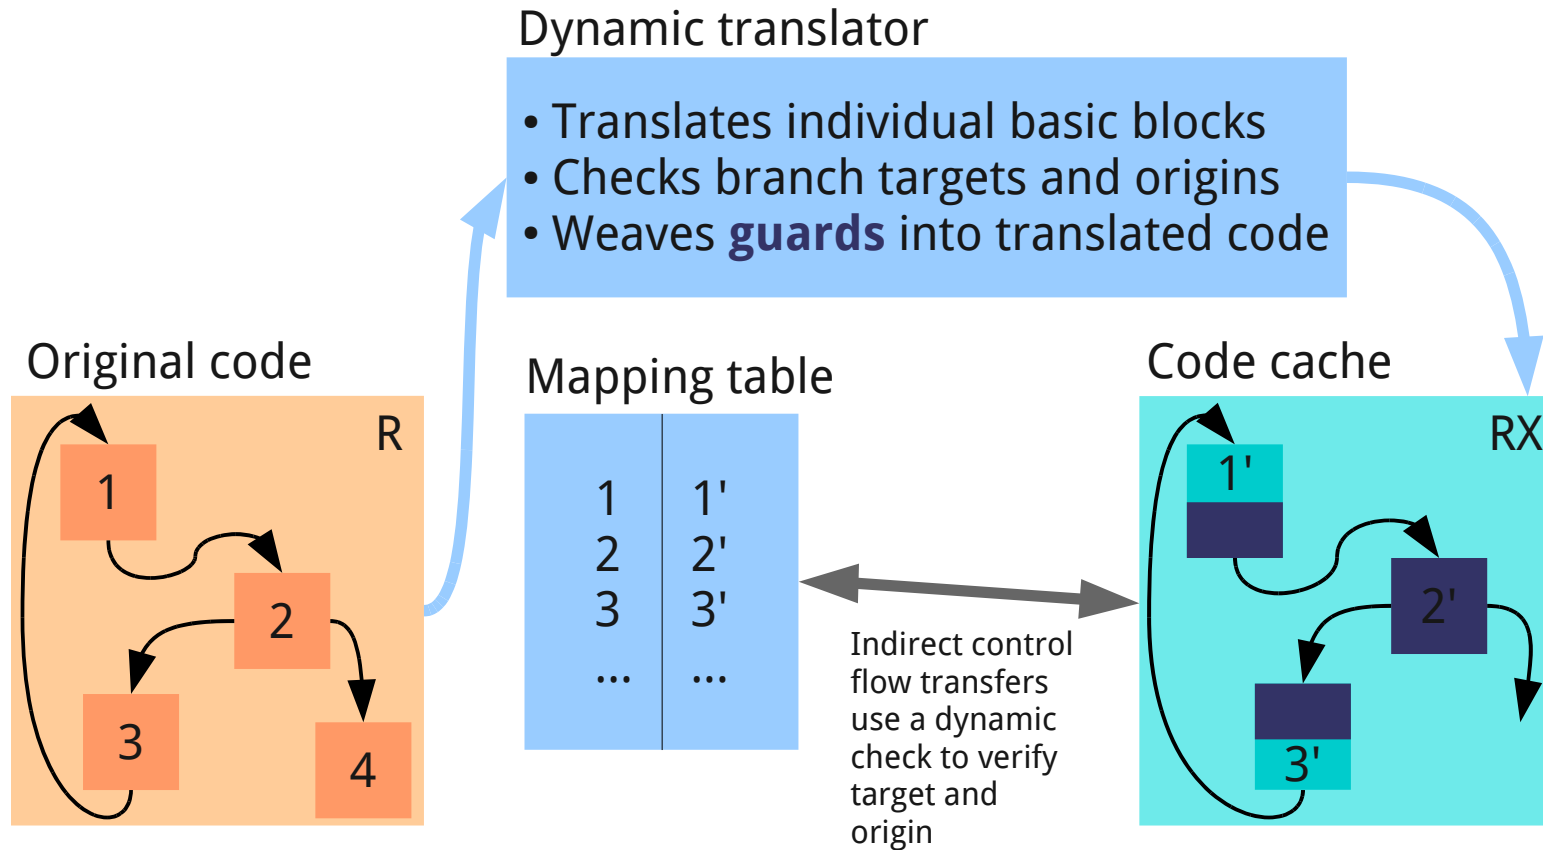 Dynamic translator
• Translates individual basic blocks
• Checks branch targets and origins
• Weaves guards into translated code
Original code
R
1
2
3
4
Mapping table
1 1'
2 2'
3 3'
... ...
Indirect control
flow transfers
use a dynamic
check to verify
target and
origin
Code cache
RX
1'
2'
3'